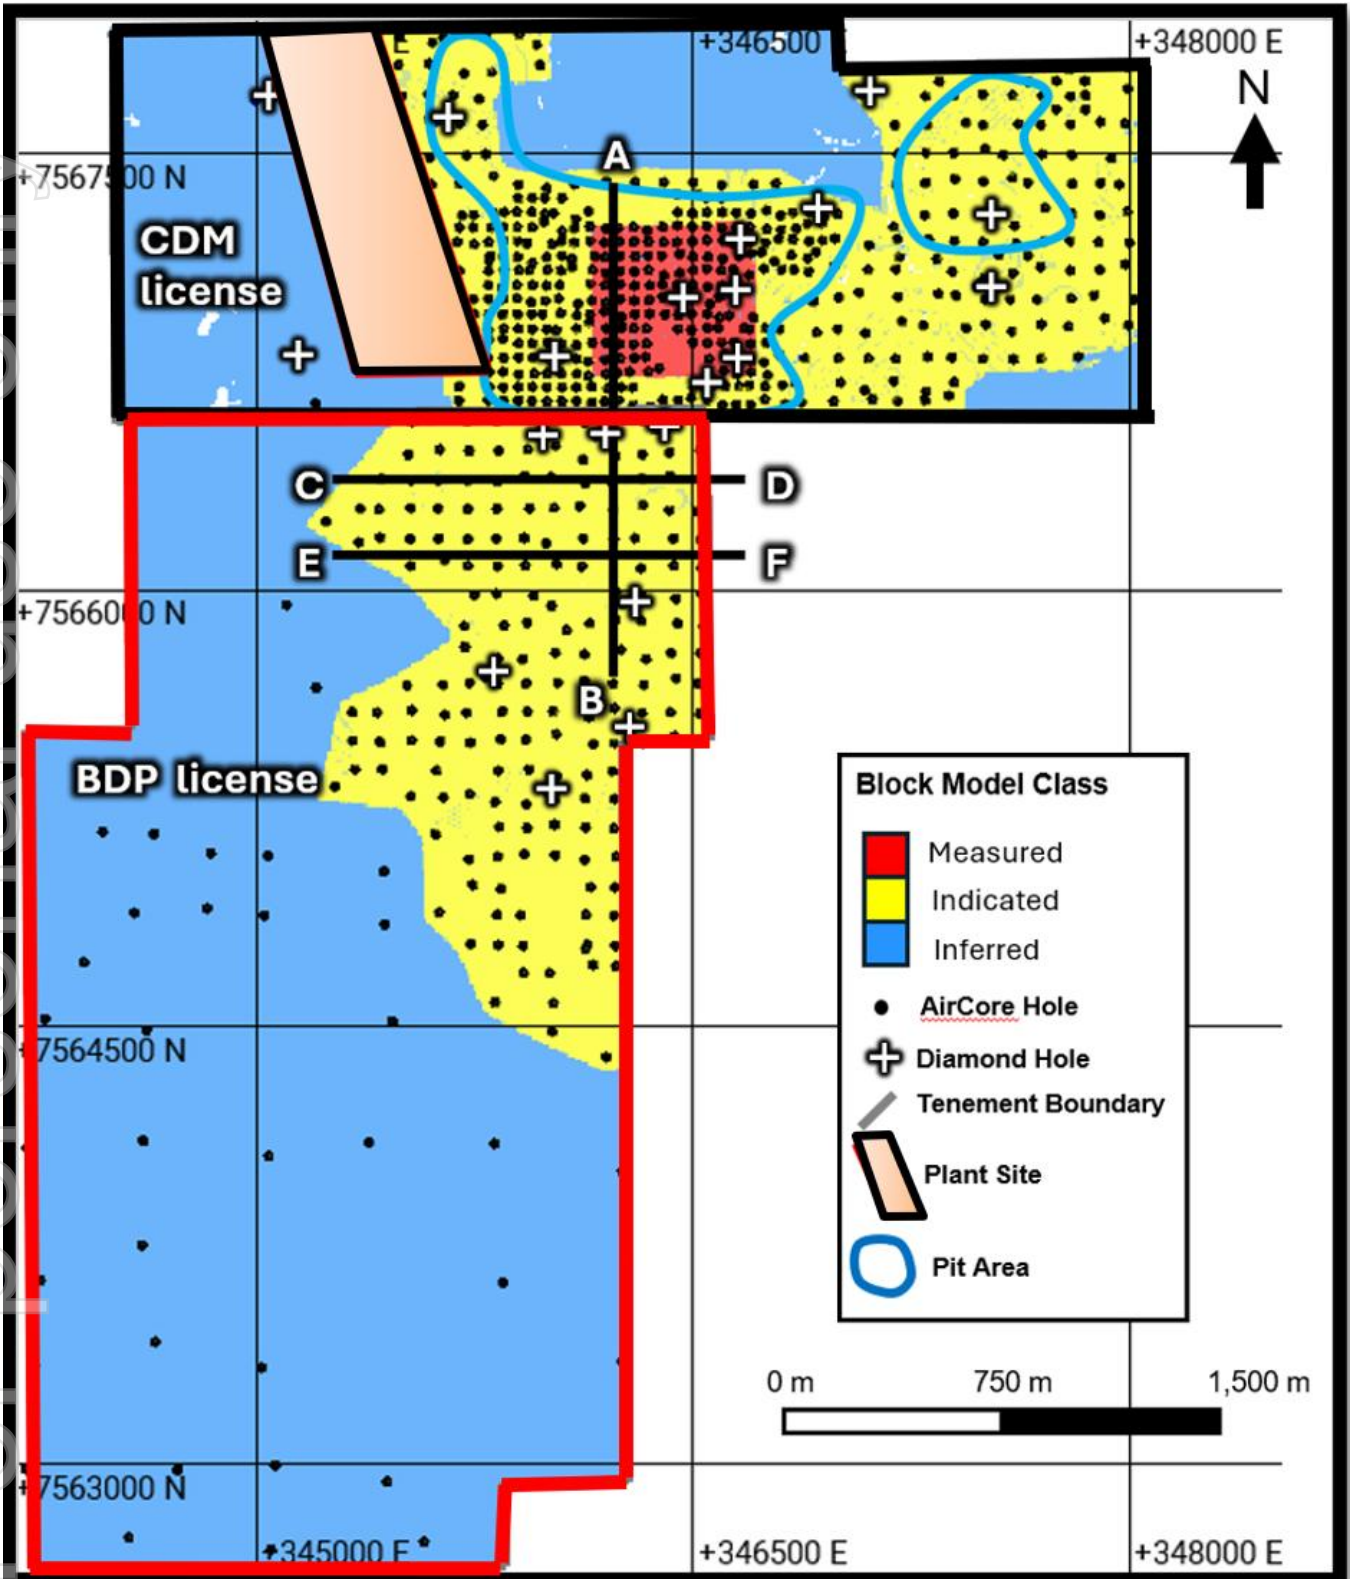 +346500
+348000 E
N
A
+7567500 N
CDM
license
C
D
E
F
+7566000 N
B
BDP license
Block Model Class
Measured
Indicated
Inferred
AirCore Hole
Diamond Hole
+7564500 N
Tenement Boundary
Plant Site
Pit Area
0 m 750 m 1,500 m
+7563000 N
+345000 E
+346500 E
+348000 E